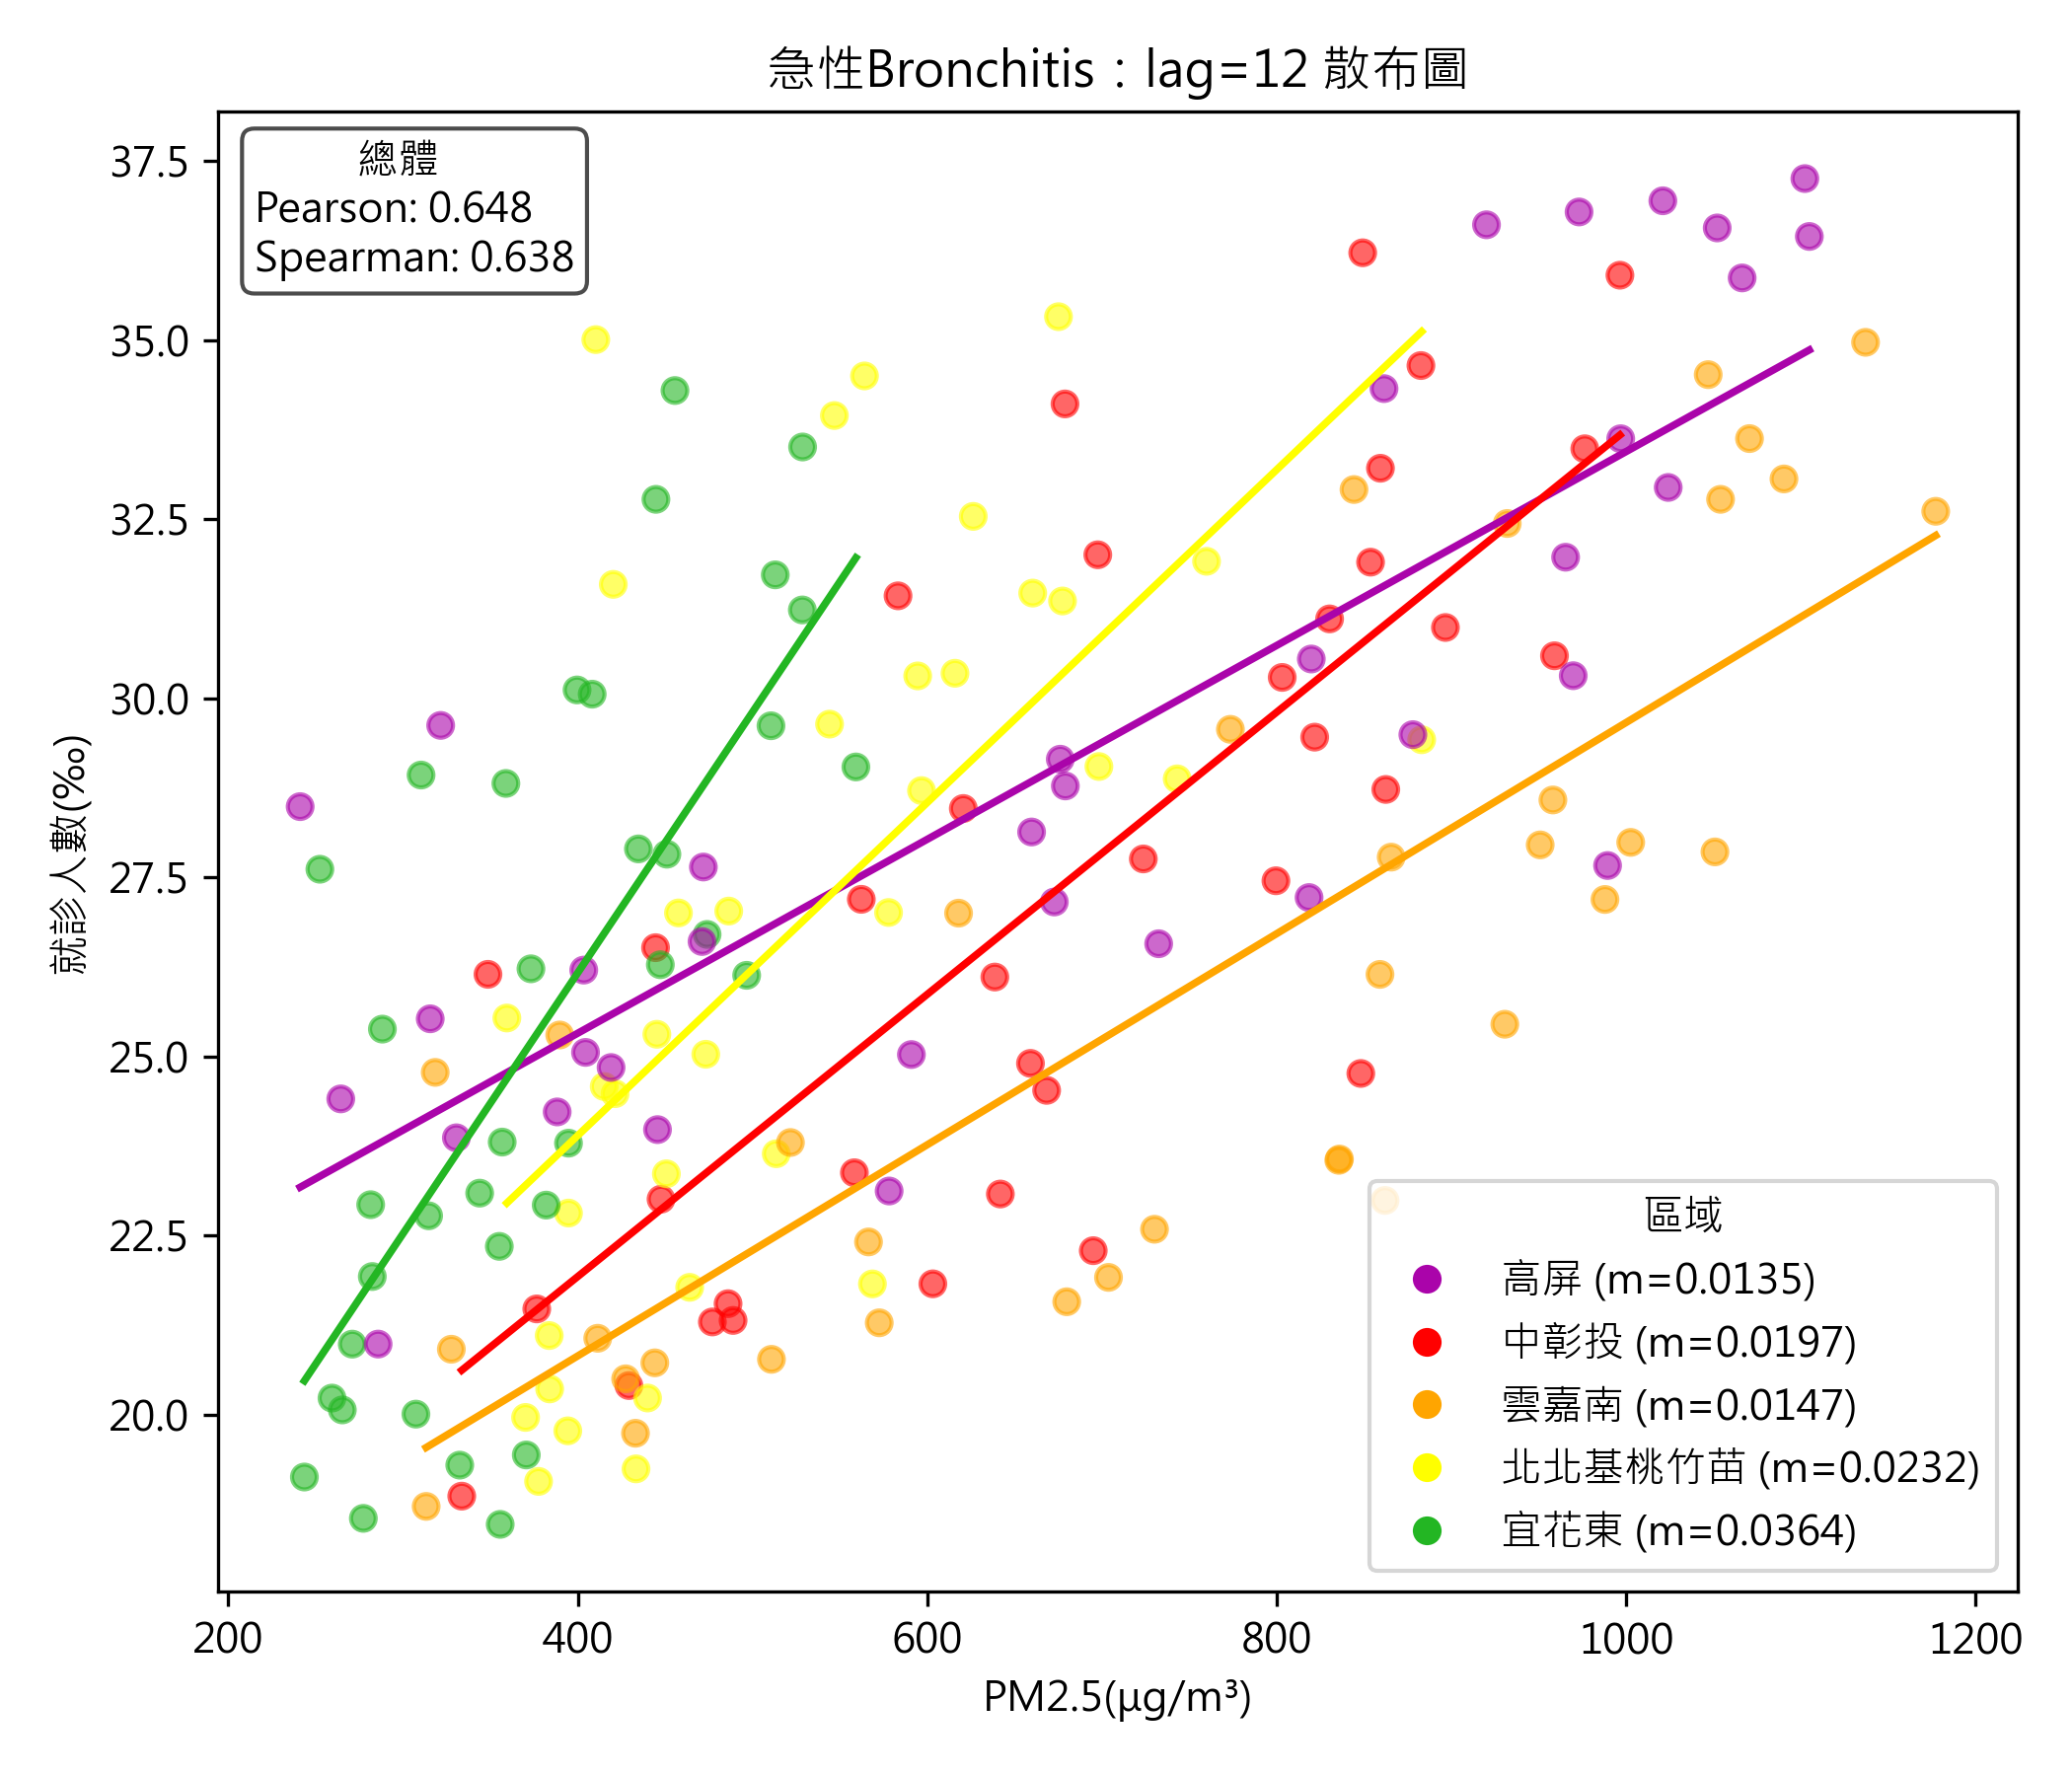 急性Bronchitis：lag=12 散布圖
總體
Pearson: 0.648
Spearman: 0.638
37.5
35.0
32.5
30.0
27.5
25.0
22.5
20.0
就診人數(‰)
區域
高屏 (m=0.0135)
中彰投 (m=0.0197)
雲嘉南 (m=0.0147)
北北基桃竹苗 (m=0.0232)
宜花東 (m=0.0364)
200 400 600 800 1000 1200
PM2.5(μg/m³)